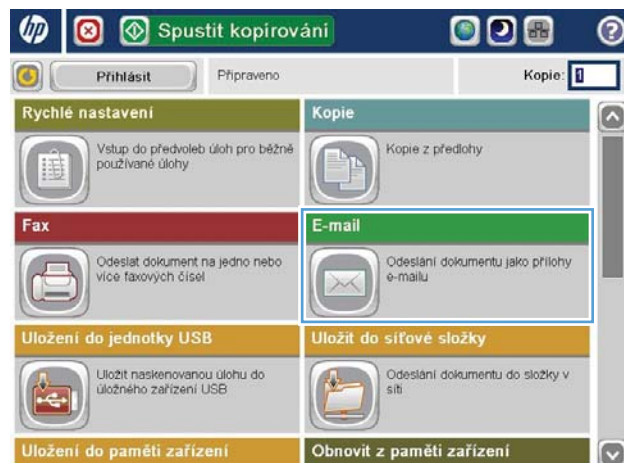 hp
Spustit kopírování
?
Přihlásit
Připraveno
Kopie: 1
Rychlé nastavení
Vstup do předvoleb úloh pro běžně
používané úlohy
Kopie
Kopie z předlohy
Fax
Odeslat dokument na jedno nebo
více faxových čísel
E-mail
Odeslání dokumentu jako přílohy
e-mailu
Uložení do jednotky USB
Uložit naskenovanou úlohu do
úložného zařízení USB
Uložit do síťové složky
Odeslání dokumentu do složky v
síti
Uložení do paměti zařízení
Obnovit z paměti zařízení